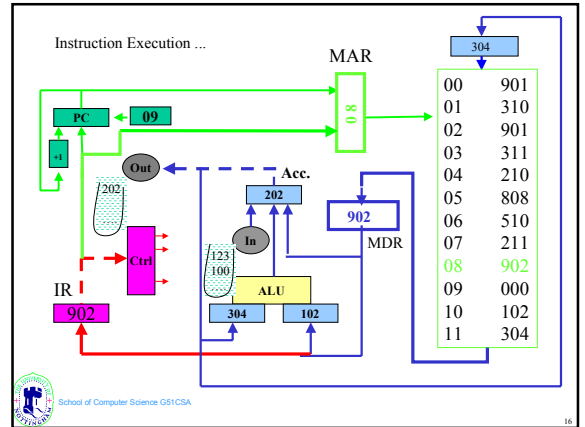 Instruction Execution ...
MAR
304
08
PC
09
+1
Out
202
Acc.
202
In
902
MDR
Ctrl
123
100
ALU
304
102
IR
902
00 901
01 310
02 901
03 311
04 210
05 808
06 510
07 211
08 902
09 000
10 102
11 304
NOTTINGHAM
School of Computer Science G51CSA
16